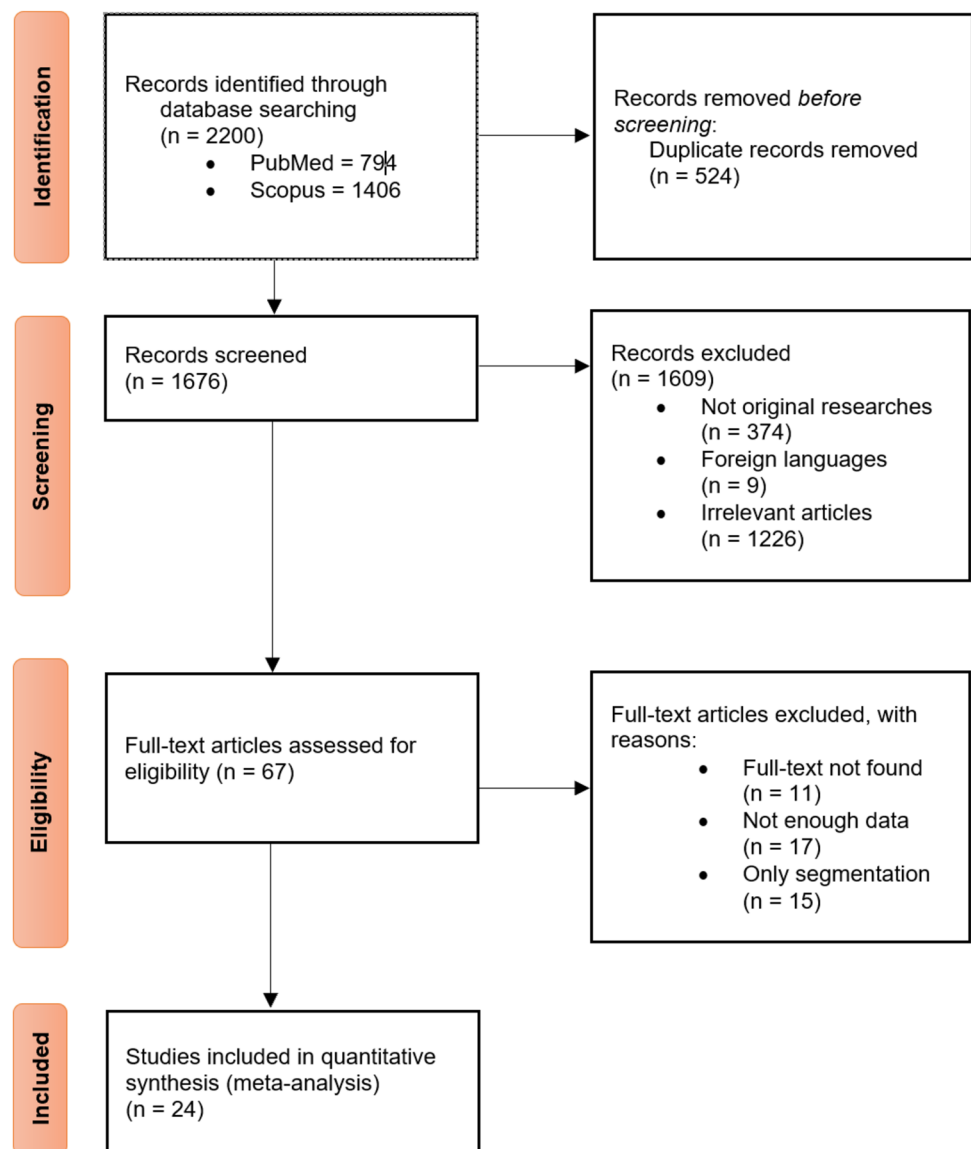 Identification
Records identified through
database searching
(n = 2200)
• PubMed = 794
• Scopus = 1406
Records removed before
screening:
Duplicate records removed
(n = 524)
Screening
Records screened
(n = 1676)
Records excluded
(n = 1609)
• Not original researches
(n = 374)
• Foreign languages
(n = 9)
• Irrelevant articles
(n = 1226)
Eligibility
Full-text articles assessed for
eligibility (n = 67)
Full-text articles excluded, with
reasons:
• Full-text not found
(n = 11)
• Not enough data
(n = 17)
• Only segmentation
(n = 15)
Included
Studies included in quantitative
synthesis (meta-analysis)
(n = 24)